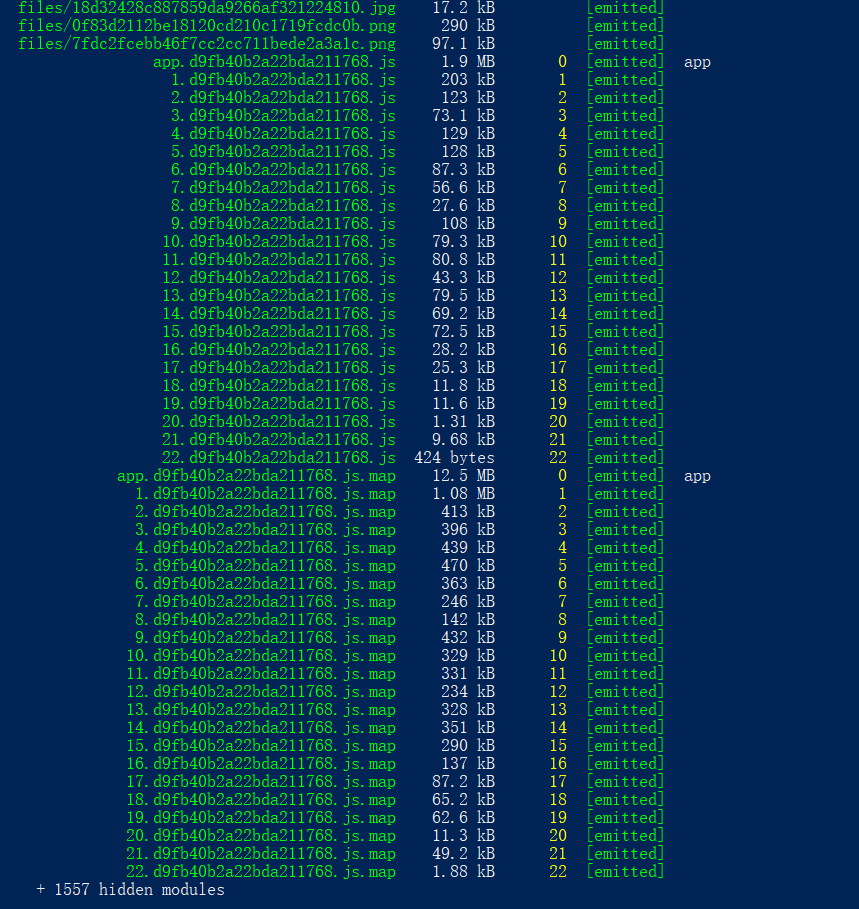 files/18d32428c887859da9266af321224810.jpg 17.2 kB [emitted]
files/0f83d2112be18120cd210c1719fcdc0b.png 290 kB [emitted]
files/7fdc2fcebb46f7cc2cc711bede2a3a1c.png 97.1 kB [emitted]
app.d9fb40b2a22bda211768.js 1.9 MB 0 [emitted] app
1.d9fb40b2a22bda211768.js 203 kB 1 [emitted]
2.d9fb40b2a22bda211768.js 123 kB 2 [emitted]
3.d9fb40b2a22bda211768.js 73.1 kB 3 [emitted]
4.d9fb40b2a22bda211768.js 129 kB 4 [emitted]
5.d9fb40b2a22bda211768.js 128 kB 5 [emitted]
6.d9fb40b2a22bda211768.js 87.3 kB 6 [emitted]
7.d9fb40b2a22bda211768.js 56.6 kB 7 [emitted]
8.d9fb40b2a22bda211768.js 27.6 kB 8 [emitted]
9.d9fb40b2a22bda211768.js 108 kB 9 [emitted]
10.d9fb40b2a22bda211768.js 79.3 kB 10 [emitted]
11.d9fb40b2a22bda211768.js 80.8 kB 11 [emitted]
12.d9fb40b2a22bda211768.js 43.3 kB 12 [emitted]
13.d9fb40b2a22bda211768.js 79.5 kB 13 [emitted]
14.d9fb40b2a22bda211768.js 69.2 kB 14 [emitted]
15.d9fb40b2a22bda211768.js 72.5 kB 15 [emitted]
16.d9fb40b2a22bda211768.js 28.2 kB 16 [emitted]
17.d9fb40b2a22bda211768.js 25.3 kB 17 [emitted]
18.d9fb40b2a22bda211768.js 11.8 kB 18 [emitted]
19.d9fb40b2a22bda211768.js 11.6 kB 19 [emitted]
20.d9fb40b2a22bda211768.js 1.31 kB 20 [emitted]
21.d9fb40b2a22bda211768.js 9.68 kB 21 [emitted]
22.d9fb40b2a22bda211768.js 424 bytes 22 [emitted]
app.d9fb40b2a22bda211768.js.map 12.5 MB 0 [emitted] app
1.d9fb40b2a22bda211768.js.map 1.08 MB 1 [emitted]
2.d9fb40b2a22bda211768.js.map 413 kB 2 [emitted]
3.d9fb40b2a22bda211768.js.map 396 kB 3 [emitted]
4.d9fb40b2a22bda211768.js.map 439 kB 4 [emitted]
5.d9fb40b2a22bda211768.js.map 470 kB 5 [emitted]
6.d9fb40b2a22bda211768.js.map 363 kB 6 [emitted]
7.d9fb40b2a22bda211768.js.map 246 kB 7 [emitted]
8.d9fb40b2a22bda211768.js.map 142 kB 8 [emitted]
9.d9fb40b2a22bda211768.js.map 432 kB 9 [emitted]
10.d9fb40b2a22bda211768.js.map 329 kB 10 [emitted]
11.d9fb40b2a22bda211768.js.map 331 kB 11 [emitted]
12.d9fb40b2a22bda211768.js.map 234 kB 12 [emitted]
13.d9fb40b2a22bda211768.js.map 328 kB 13 [emitted]
14.d9fb40b2a22bda211768.js.map 351 kB 14 [emitted]
15.d9fb40b2a22bda211768.js.map 290 kB 15 [emitted]
16.d9fb40b2a22bda211768.js.map 137 kB 16 [emitted]
17.d9fb40b2a22bda211768.js.map 87.2 kB 17 [emitted]
18.d9fb40b2a22bda211768.js.map 65.2 kB 18 [emitted]
19.d9fb40b2a22bda211768.js.map 62.6 kB 19 [emitted]
20.d9fb40b2a22bda211768.js.map 11.3 kB 20 [emitted]
21.d9fb40b2a22bda211768.js.map 49.2 kB 21 [emitted]
22.d9fb40b2a22bda211768.js.map 1.88 kB 22 [emitted]
+ 1557 hidden modules